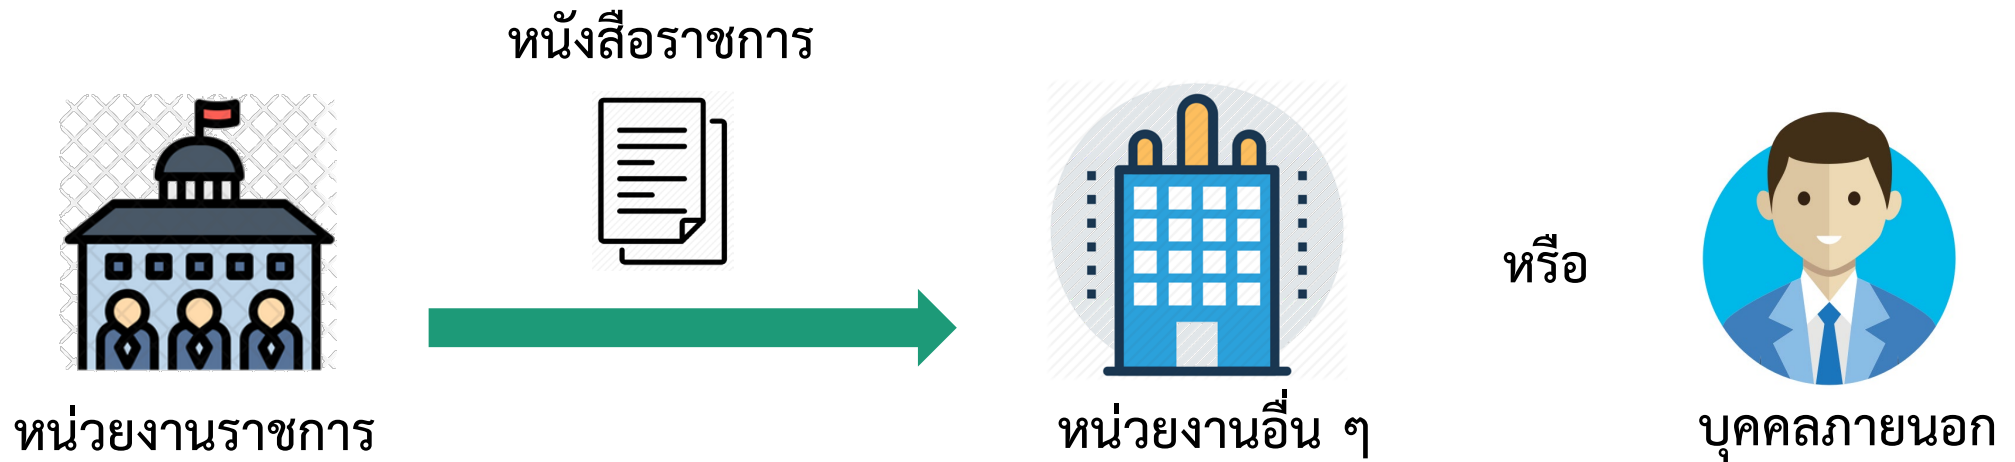 หนังสือราชการ
หรือ
หน่วยงานราชการ
หน่วยงานอื่น ๆ
บุคคลภายนอก